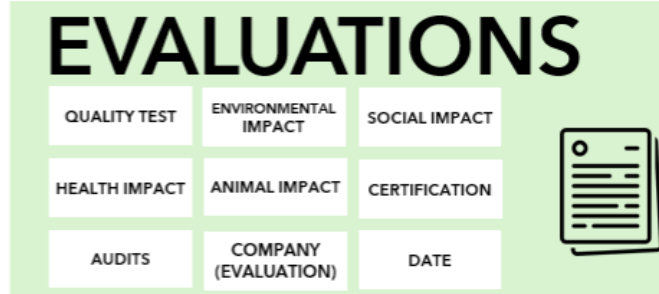 EVALUATIONS
QUALITY TEST
ENVIRONMENTAL
IMPACT
SOCIAL IMPACT
HEALTH IMPACT
ANIMAL IMPACT
CERTIFICATION
AUDITS
COMPANY
(EVALUATION)
DATE